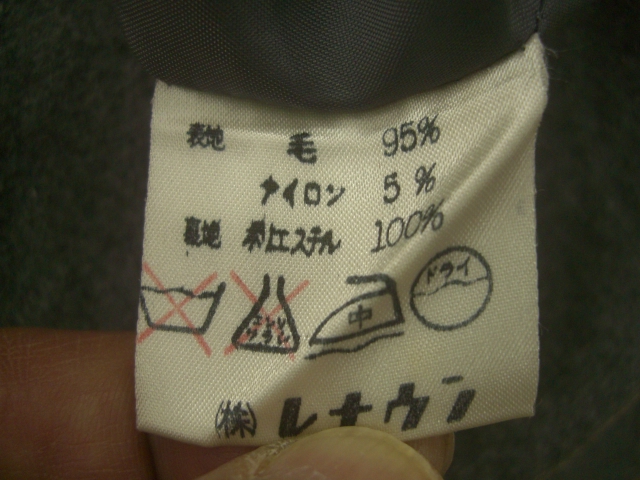 表地 毛 95%
ナイロン 5%
裏地 ポリエステル 100%
エンソ サラシ
中
ドライ
(株)レナウン